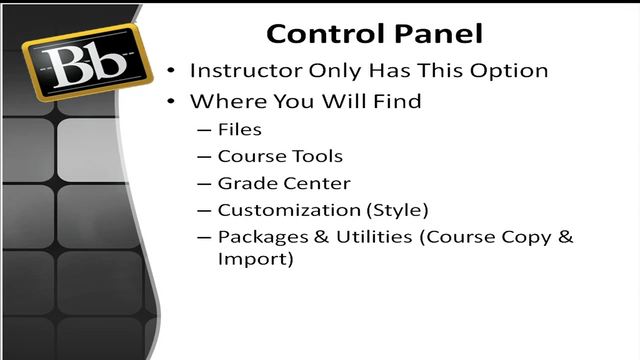 Bb
Control Panel
• Instructor Only Has This Option
• Where You Will Find
– Files
– Course Tools
– Grade Center
– Customization (Style)
– Packages & Utilities (Course Copy &
Import)